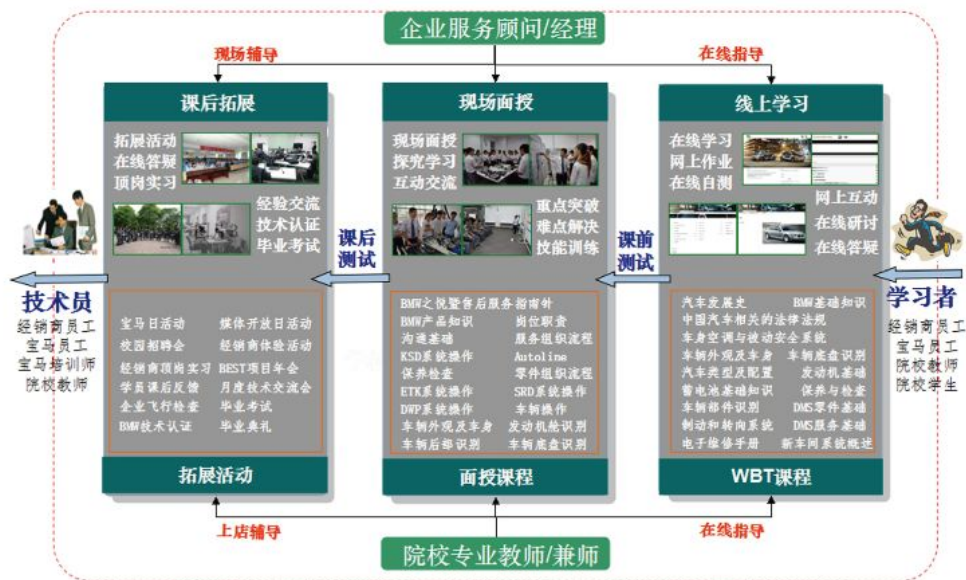 企业服务顾问/经理
现场辅导
在线指导
课后拓展
拓展活动
在线答疑
顶岗实习
经验交流
技术认证
毕业考试
宝马日活动 媒体开放日活动
校园招聘会 经销商体验活动
经销商顶岗实习 BEST项目年会
学员课后反馈 月度技术交流会
企业飞行检查 毕业考试
BMW技术认证 毕业典礼
拓展活动
现场面授
现场面授
探究学习
互动交流
重点突破
难点解决
技能训练
BMW之悦暨售后服务指南针
BMW产品知识 岗位职责
沟通基础 服务组织流程
KSD系统操作 Autoline
保养检查 零件组织流程
ETK系统操作 SRD系统操作
DWP系统操作 车辆操作
车辆外观及车身 发动机舱识别
车辆后部识别 车辆底盘识别
面授课程
线上学习
在线学习
网上作业
在线自测
网上互动
在线研讨
在线答疑
汽车发展史 BMW基础知识
中国汽车相关的法律法规
车身空调与被动安全系统
车辆外观及车身 车辆底盘识别
汽车类型及配置 发动机基础
蓄电池基础知识 保养与检查
车辆部件识别 DMS零件基础
制动和转向系统 DMS服务基础
电子维修手册 新车间系统概述
WBT课程
课后
测试
课前
测试
技术员
经销商员工
宝马员工
宝马培训师
院校教师
学习者
经销商员工
宝马员工
院校教师
院校学生
上店辅导
在线指导
院校专业教师/兼师